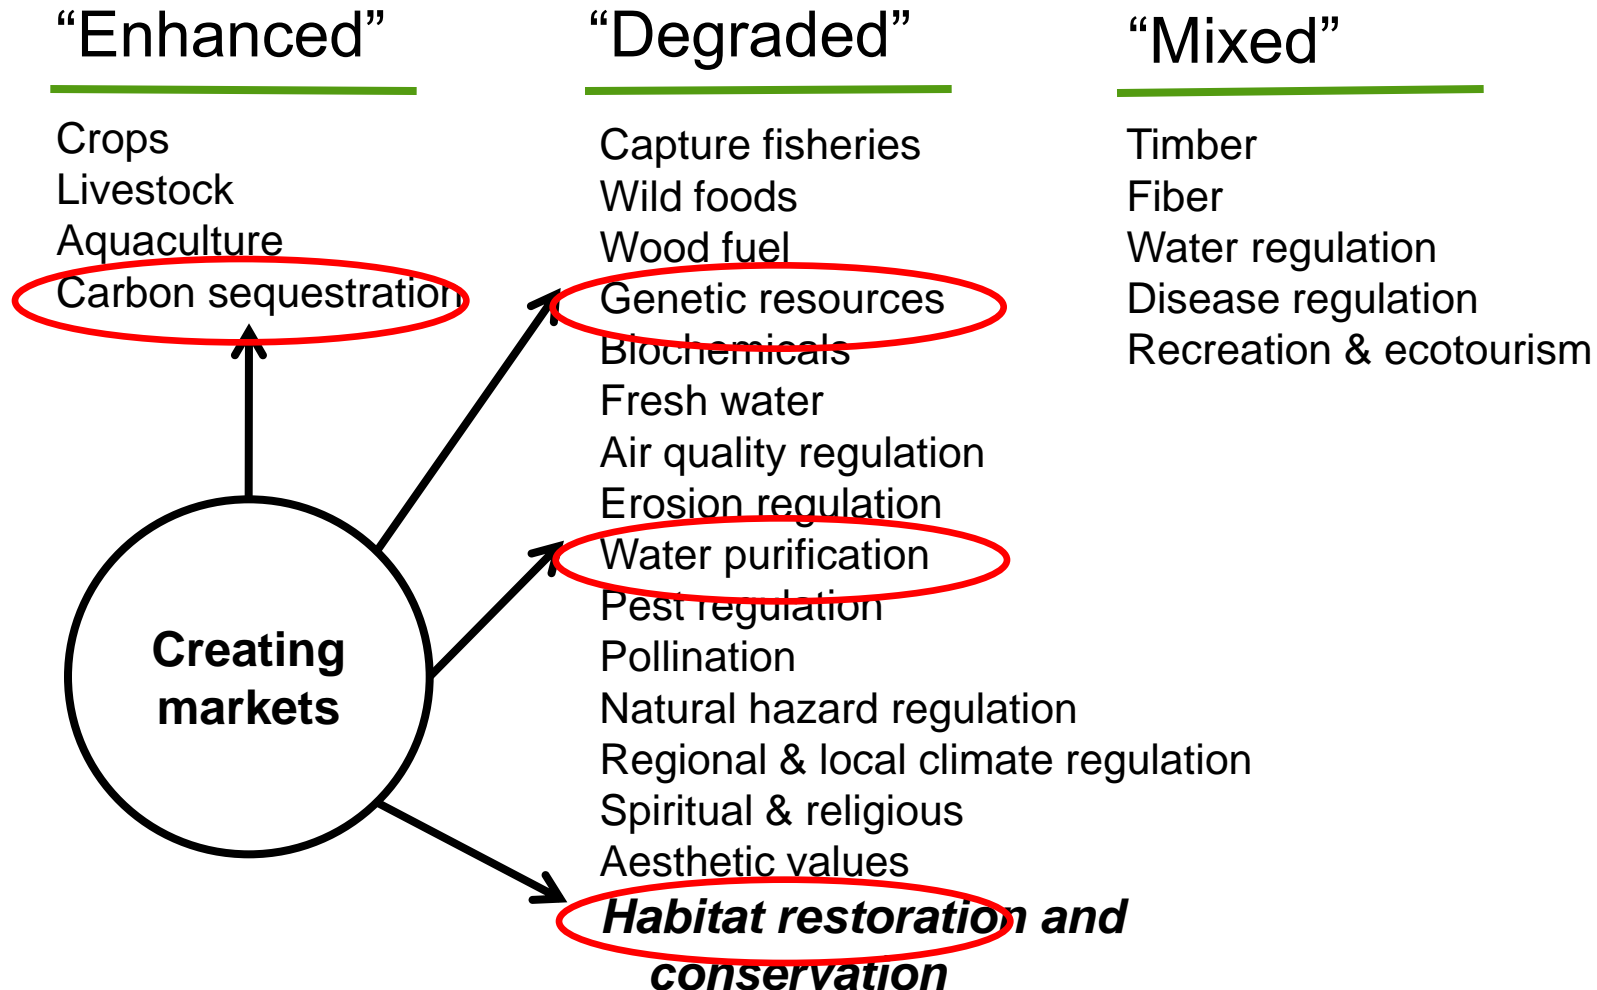 “Enhanced”
Crops
Livestock
Aquaculture
Carbon sequestration
Creating
markets
“Degraded”
Capture fisheries
Wild foods
Wood fuel
Genetic resources
Biochemicals
Fresh water
Air quality regulation
Erosion regulation
Water purification
Pest regulation
Pollination
Natural hazard regulation
Regional & local climate regulation
Spiritual & religious
Aesthetic values
Habitat restoration and
conservation
“Mixed”
Timber
Fiber
Water regulation
Disease regulation
Recreation & ecotourism